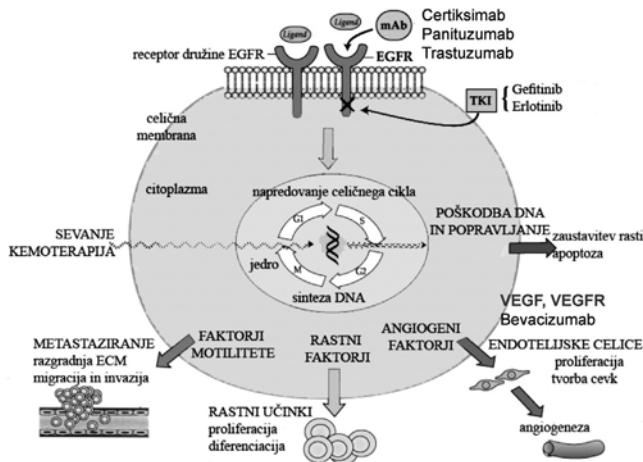 Ligand
Ligand
mAb
Certiksimab
Panituzumab
Trastuzumab
receptor družine EGFR
EGFR
TKI
Gefitinib
Erlotinib
celična
membrana
citoplazma
napredovanje celičnega cikla
G1
S
M
G2
jedro
sinteza DNA
SEVANJE
KEMOTERAPIJA
POŠKODBA DNA
IN POPRAVLJANJE
zaustavitev rasti
apoptoza
VEGF, VEGFR
Bevacizumab
METASTAZIRANJE
razgradnja ECM
migracija in invazija
FAKTORJI
MOTILITETE
RASTNI
FAKTORJI
ANGIOGENI
FAKTORJI
ENDOTELIJSKE CELICE
proliferacija
tvorba cevk
RASTNI UČINKI
proliferacija
diferenciacija
angiogeneza